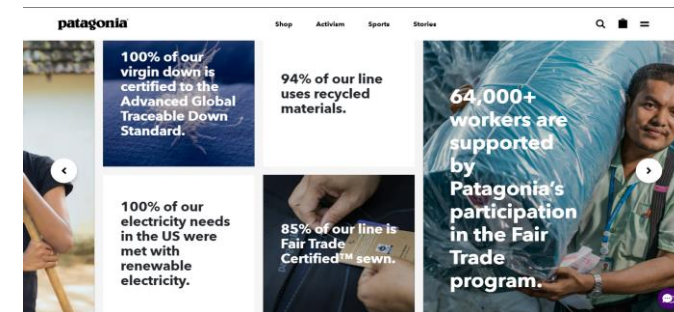 patagonia
Shop Activism Sports Stories
100% of our
virgin down is
certified to the
Advanced Global
Traceable Down
Standard.
94% of our line
uses recycled
materials.
100% of our
electricity needs
in the US were
met with
renewable
electricity.
85% of our line is
Fair Trade
Certified™ sewn.
64,000+
workers are
supported
by
Patagonia's
participation
in the Fair
Trade
program.